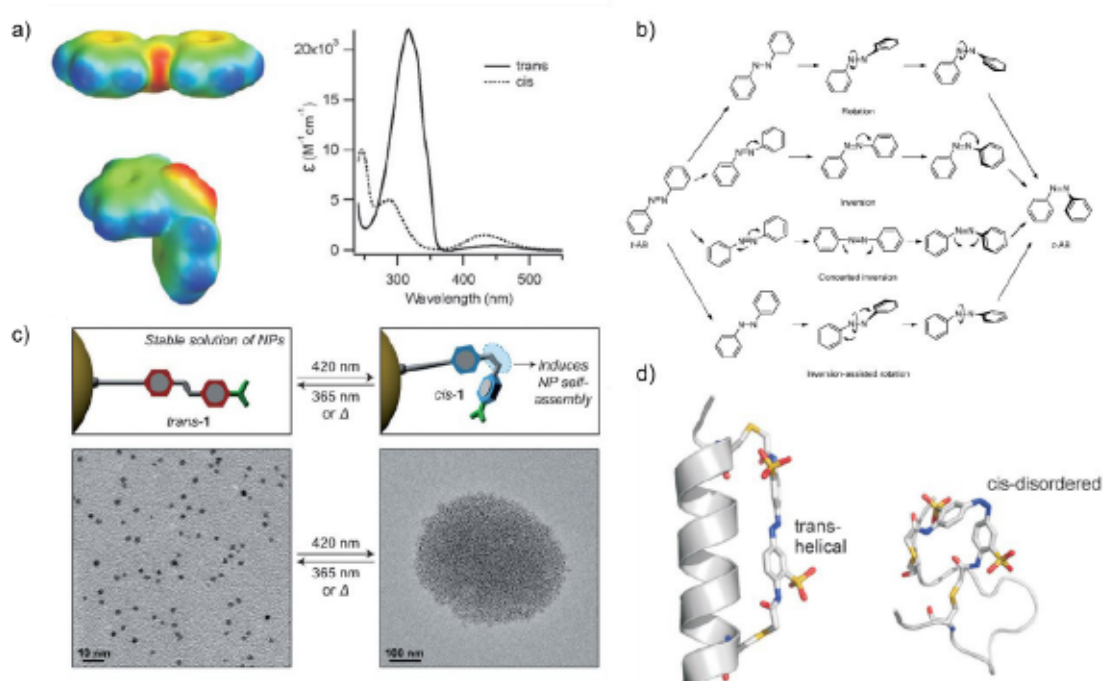 a)
20x10³
15
10
5
0
ε (M⁻¹cm⁻¹)
trans
cis
300
400
500
Wavelength (nm)
b)
t-AB
Rotation
Inversion
Concerted inversion
Inversion-assisted rotation
c-AB
c)
Stable solution of NPs
trans-1
420 nm
365 nm
or Δ
cis-1
Induces
NP self-
assembly
10 nm
420 nm
365 nm
or Δ
100 nm
d)
trans-
helical
cis-disordered